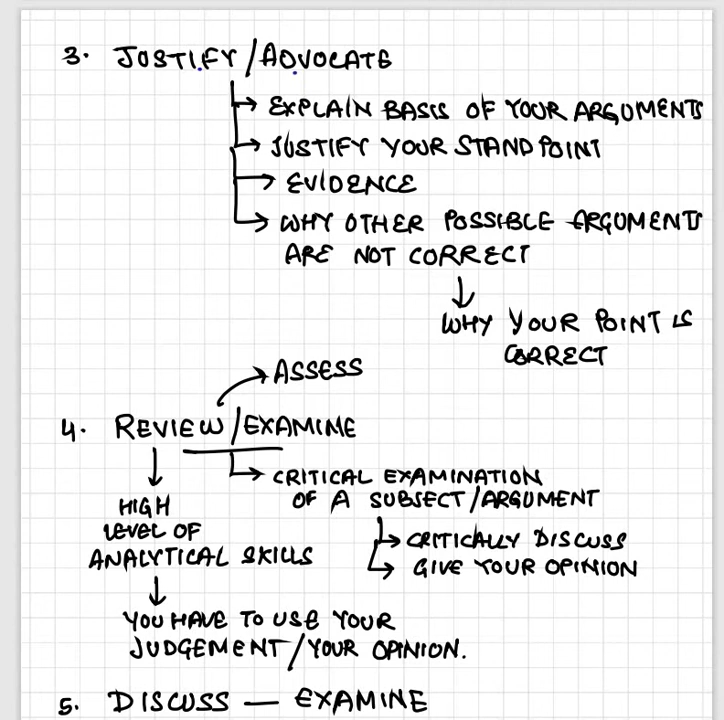 3. JUSTIFY/ADVOCATE
→ EXPLAIN BASIS OF YOUR ARGUMENTS
→ JUSTIFY YOUR STAND POINT
→ EVIDENCE
→ WHY OTHER POSSIBLE ARGUMENTS
ARE NOT CORRECT
↓
WHY YOUR POINT IS
CORRECT
→ ASSESS
4. REVIEW/EXAMINE
→ CRITICAL EXAMINATION
OF A SUBJECT/ARGUMENT
→ CRITICALLY DISCUSS
→ GIVE YOUR OPINION
↓
HIGH
LEVEL OF
ANALYTICAL SKILLS
↓
YOU HAVE TO USE YOUR
JUDGEMENT/YOUR OPINION.
5. DISCUSS — EXAMINE